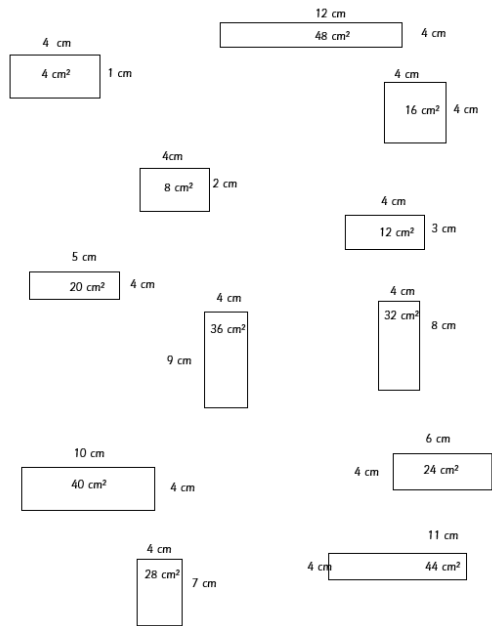 12 cm
48 cm²
4 cm
4 cm
4 cm²
1 cm
4 cm
16 cm²
4 cm
4cm
8 cm²
2 cm
4 cm
12 cm²
3 cm
5 cm
20 cm²
4 cm
4 cm
36 cm²
9 cm
4 cm
32 cm²
8 cm
10 cm
40 cm²
4 cm
6 cm
4 cm
24 cm²
4 cm
28 cm²
7 cm
11 cm
4 cm
44 cm²